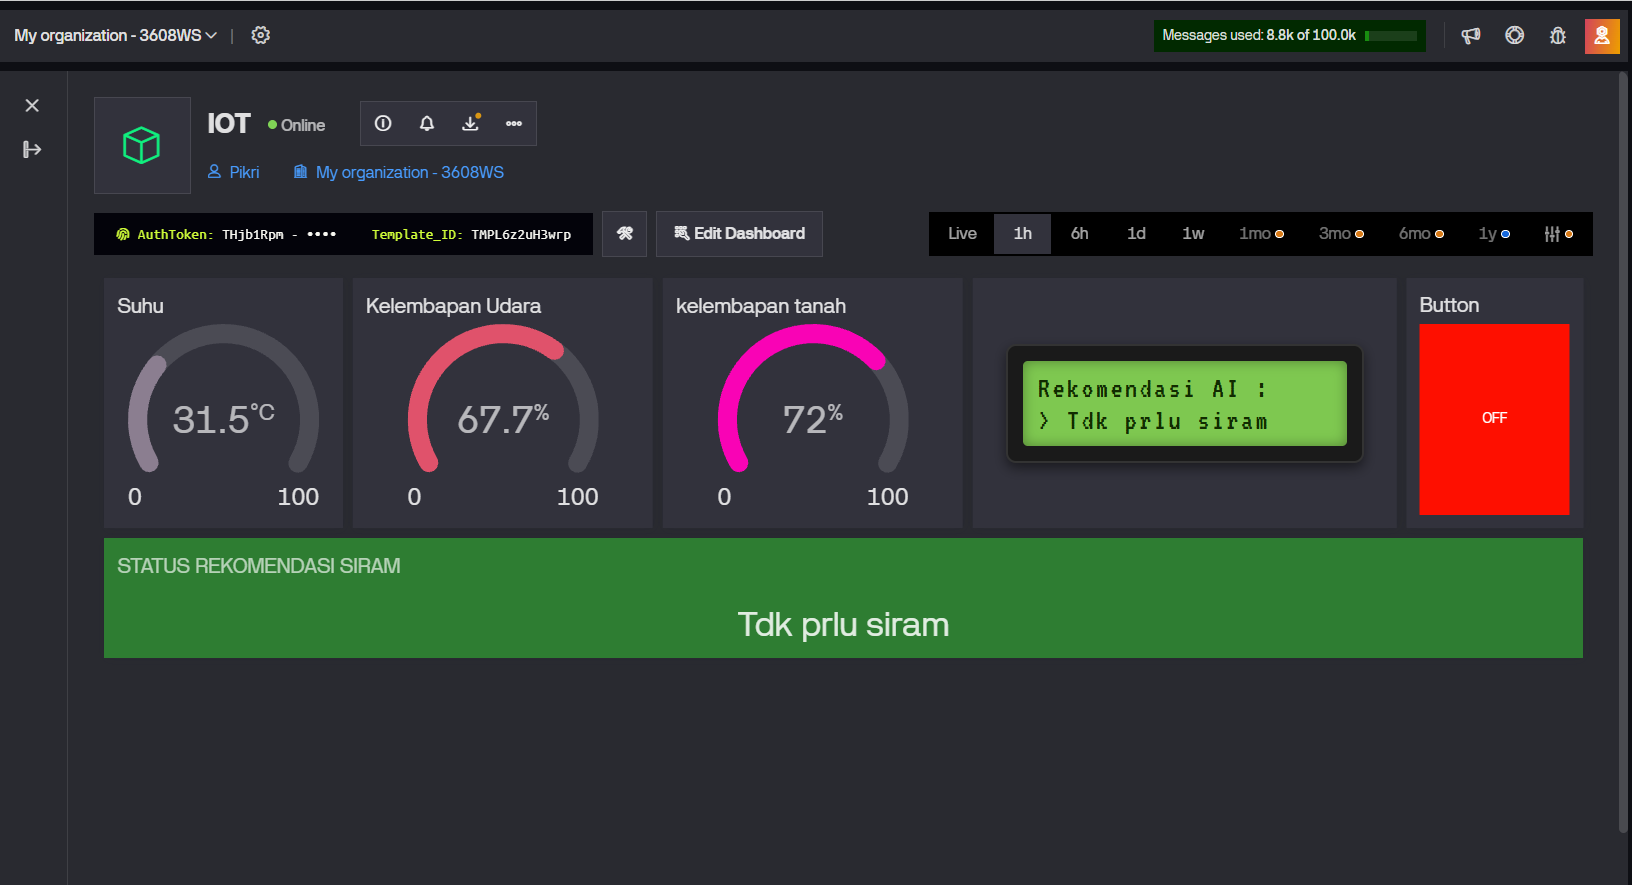 My organization - 3608WS
Messages used: 8.8k of 100.0k
IOT
Online
Pikri
My organization - 3608WS
AuthToken: THjb1Rpm - ••••
Template_ID: TMPL6z2uH3wrp
Edit Dashboard
Live 1h 6h 1d 1w 1mo 3mo 6mo 1y
Suhu
31.5°C
0 100
Kelembapan Udara
67.7%
0 100
kelembapan tanah
72%
0 100
Rekomendasi AI :
> Tdk prlu siram
Button
OFF
STATUS REKOMENDASI SIRAM
Tdk prlu siram